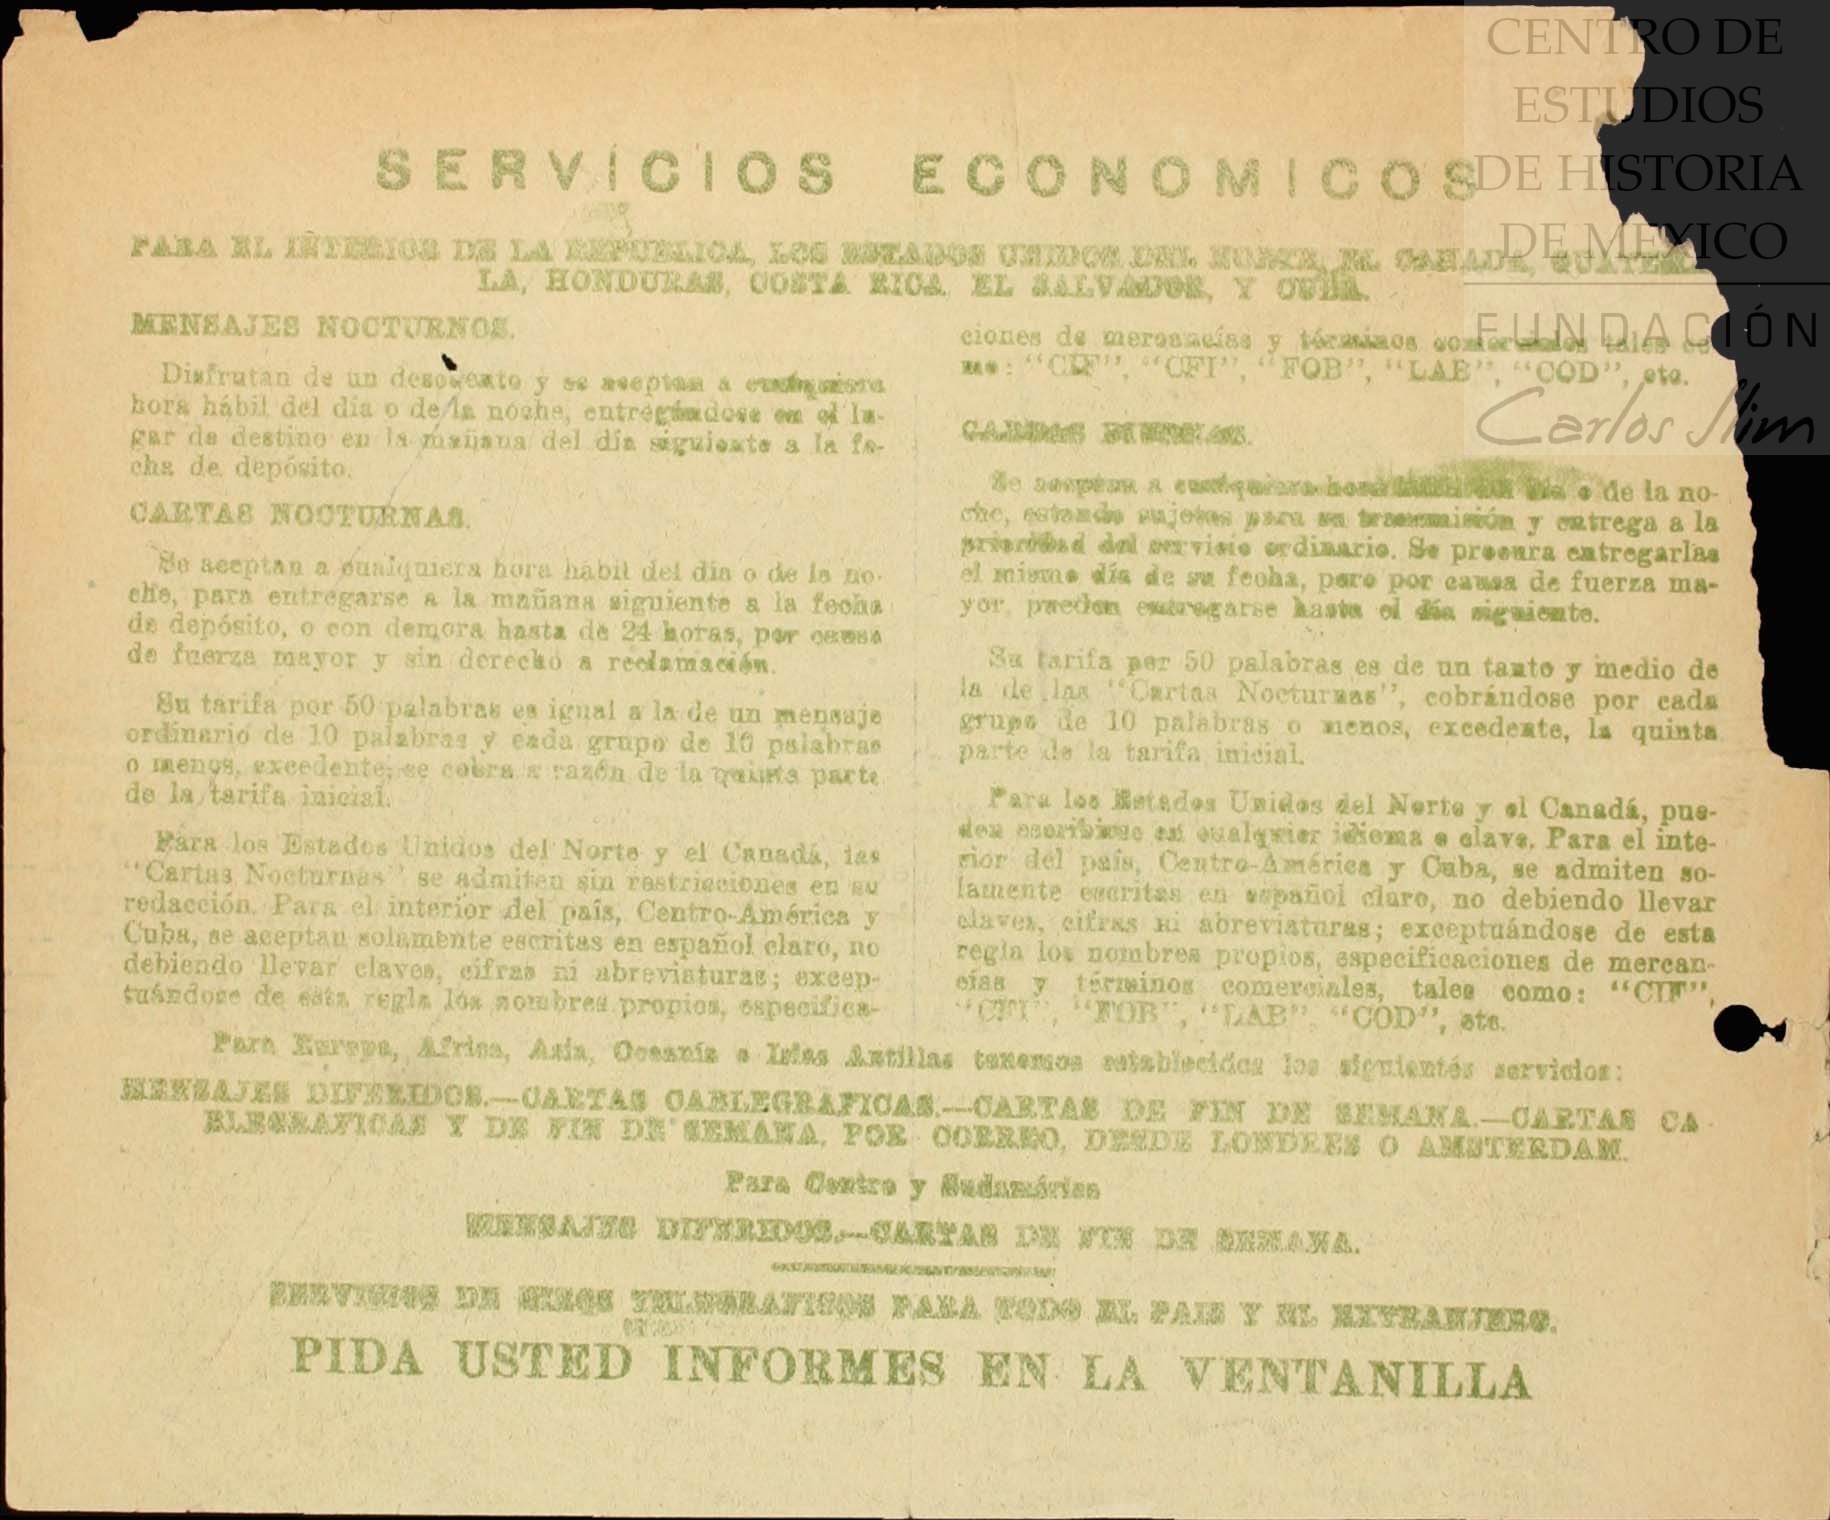 SERVICIOS ECONOMICOS
PARA EL INTERIOR DE LA REPUBLICA, LOS ESTADOS UNIDOS DEL NORTE, EL CANADA, GUATEMA
LA, HONDURAS, COSTA RICA, EL SALVADOR, Y CUBA.
MENSAJES NOCTURNOS.
Disfrutan de un descuento y se aceptan a cualquiera
hora hábil del día o de la noche, entregándose en el lu-
gar de destino en la mañana del día siguiente a la fe-
cha de depósito.
CARTAS NOCTURNAS.
Se aceptan a cualquiera hora hábil del día o de la no-
che, para entregarse a la mañana siguiente a la fecha
de depósito, o con demora hasta de 24 horas, por causa
de fuerza mayor y sin derecho a reclamación.
Su tarifa por 50 palabras es igual a la de un mensaje
ordinario de 10 palabras y cada grupo de 10 palabras
o menos, excedente, se cobra a razón de la quinta parte
de la tarifa inicial.
Para los Estados Unidos del Norte y el Canadá, las
"Cartas Nocturnas" se admiten sin restricciones en su
redacción. Para el interior del país, Centro-América y
Cuba, se aceptan solamente escritas en español claro, no
debiendo llevar claves, cifras ni abreviaturas; excep-
tuándose de esta regla los nombres propios, especifica-
ciones de mercancías y términos comerciales tales co-
mo: "CIF", "CFI", "FOB", "LAB", "COD", etc.
CARTAS DIURNAS.
Se aceptan a cualquiera hora día o de la no-
che, estando sujetas para su transmisión y entrega a la
prioridad del servicio ordinario. Se procura entregarlas
el mismo día de su fecha, pero por causa de fuerza ma-
yor, pueden entregarse hasta el día siguiente.
Su tarifa por 50 palabras es de un tanto y medio de
la de las "Cartas Nocturnas", cobrándose por cada
grupo de 10 palabras o menos, excedente, la quinta
parte de la tarifa inicial.
Para los Estados Unidos del Norte y el Canadá, pue-
den escribirse en cualquier idioma o clave. Para el inte-
rior del país, Centro-América y Cuba, se admiten so-
lamente escritas en español claro, no debiendo llevar
claves, cifras ni abreviaturas; exceptuándose de esta
regla los nombres propios, especificaciones de mercan-
cías y términos comerciales, tales como: "CIF",
"CFI", "FOB", "LAB", "COD", etc.
Para Europa, Africa, Asia, Oceanía e Islas Antillas tenemos establecidos los siguientes servicios:
MENSAJES DIFERIDOS.—CARTAS CABLEGRAFICAS.—CARTAS DE FIN DE SEMANA.—CARTAS CA-
BLEGRAFICAS Y DE FIN DE SEMANA, POR CORREO, DESDE LONDRES O AMSTERDAM.
Para Centro y Sudamérica
MENSAJES DIFERIDOS.—CARTAS DE FIN DE SEMANA.
SERVICIOS DE GIROS TELEGRAFICOS PARA TODO EL PAIS Y EL EXTRANJERO.
PIDA USTED INFORMES EN LA VENTANILLA
CENTRO DE
ESTUDIOS
DE HISTORIA
DE MEXICO
FUNDACIÓN
Carlos Slim